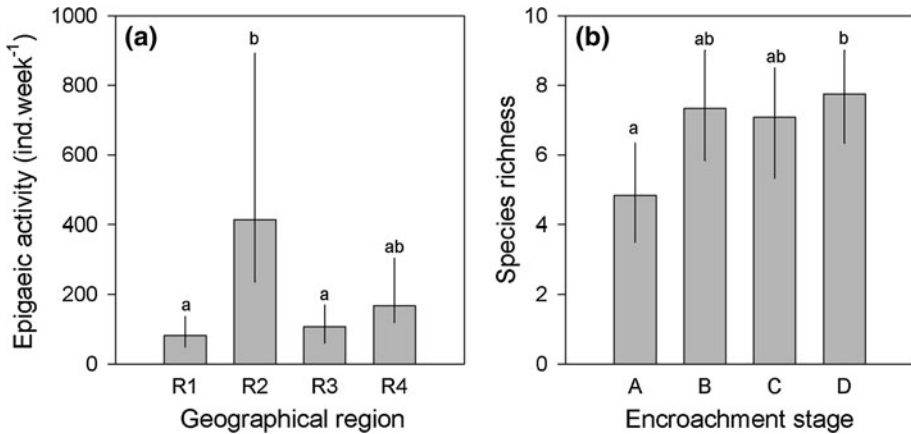 (a)
Epigaeic activity (ind.week⁻¹)
1000
800
600
400
200
0
a
b
a
ab
R1 R2 R3 R4
Geographical region
(b)
Species richness
10
8
6
4
2
0
a
ab
ab
b
A B C D
Encroachment stage